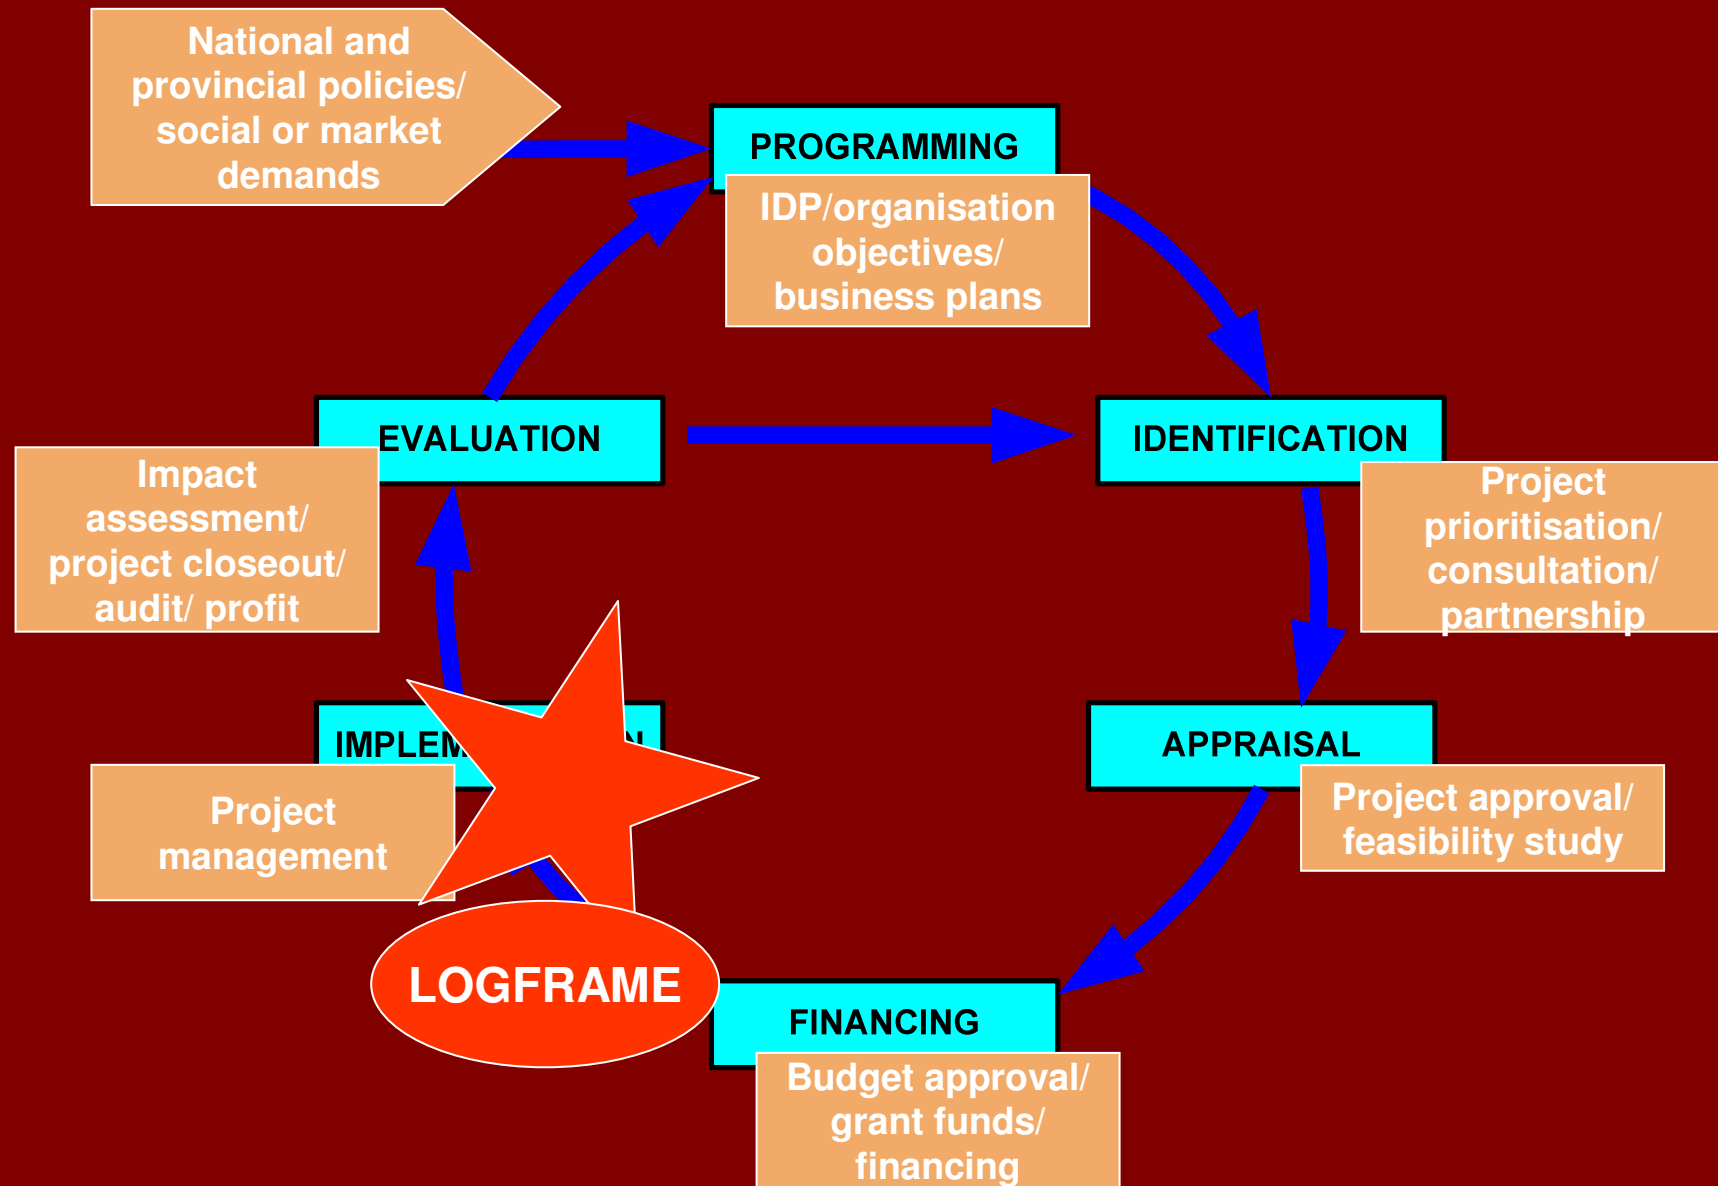 National and
provincial policies/
social or market
demands
PROGRAMMING
IDP/organisation
objectives/
business plans
EVALUATION
IDENTIFICATION
Impact
assessment/
project closeout/
audit/ profit
Project
prioritisation/
consultation/
partnership
APPRAISAL
Project approval/
feasibility study
Project
management
LOGFRAME
FINANCING
Budget approval/
grant funds/
financing